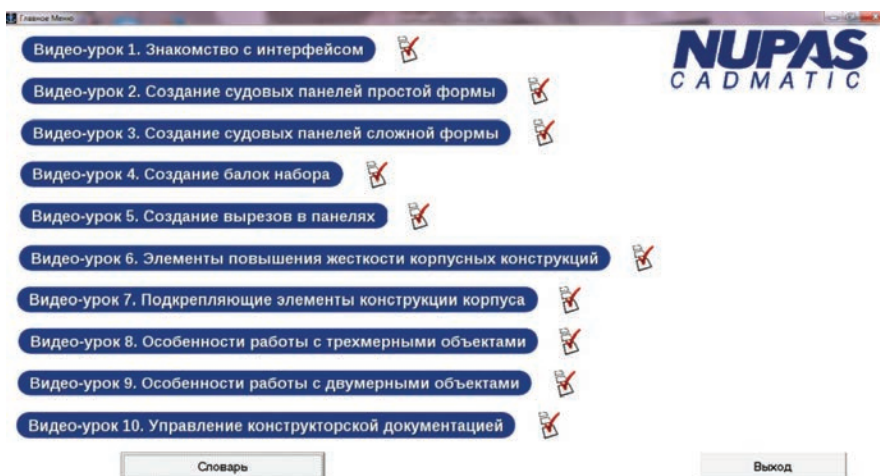 Главное Меню
Видео-урок 1. Знакомство с интерфейсом
NUPAS
CADMATIC
Видео-урок 2. Создание судовых панелей простой формы
Видео-урок 3. Создание судовых панелей сложной формы
Видео-урок 4. Создание балок набора
Видео-урок 5. Создание вырезов в панелях
Видео-урок 6. Элементы повышения жесткости корпусных конструкций
Видео-урок 7. Подкрепляющие элементы конструкции корпуса
Видео-урок 8. Особенности работы с трехмерными объектами
Видео-урок 9. Особенности работы с двумерными объектами
Видео-урок 10. Управление конструкторской документацией
Словарь
Выход